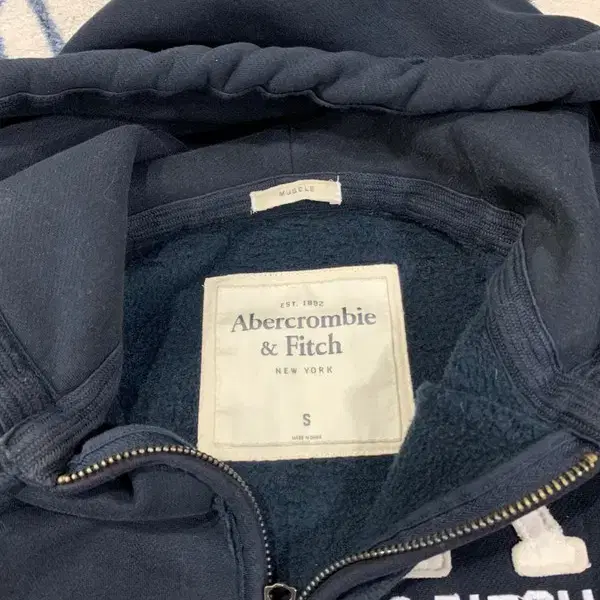 MUSCLE
EST. 1892
Abercrombie
& Fitch
NEW YORK
S